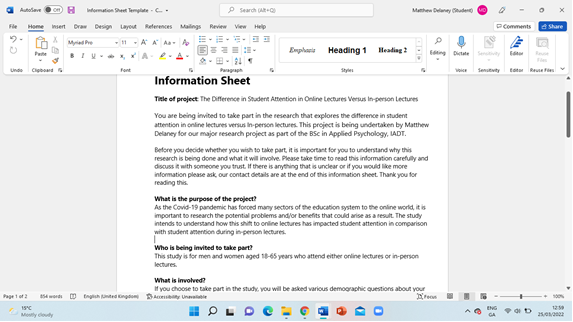 AutoSave Off
Information Sheet Template - C...
Search (Alt+Q)
Matthew Delaney (Student)
MD
File Home Insert Draw Design Layout References Mailings Review View Help
Comments
Share
Paste
Myriad Pro
11
Emphasis
Heading 1
Heading 2
Editing
Dictate
Sensitivity
Editor
Reuse Files
Undo
Clipboard
Font
Paragraph
Styles
Voice
Sensitivity
Editor
Reuse Files
Information Sheet
Title of project: The Difference in Student Attention in Online Lectures Versus In-person Lectures
You are being invited to take part in the research that explores the difference in student
attention in online lectures versus In-person lectures. This project is being undertaken by Matthew
Delaney for our major research project as part of the BSc in Applied Psychology, IADT.
Before you decide whether you wish to take part, it is important for you to understand why this
research is being done and what it will involve. Please take time to read this information carefully and
discuss it with someone you trust. If there is anything that is unclear or if you would like more
information please ask, our contact details are at the end of this information sheet. Thank you for
reading this.
What is the purpose of the project?
As the Covid-19 pandemic has forced many sectors of the education system to the online world, it is
important to research the potential problems and/or benefits that could arise as a result. The study
intends to understand how this shift to online lectures has impacted student attention in comparison
with student attention during in-person lectures.
Who is being invited to take part?
This study is for men and women aged 18-65 years who attend either online lectures or in-person
lectures.
What is involved?
If you choose to take part in the study, you will be asked various demographic questions about your
Page 1 of 2
854 words
English (United Kingdom)
Accessibility: Unavailable
Focus
100%
15°C
Mostly cloudy
ENG
GA
12:59
25/03/2022